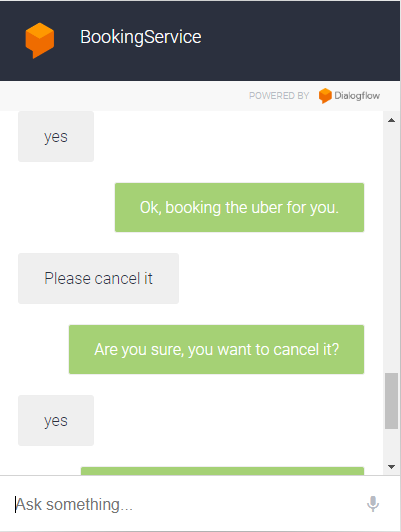 BookingService
POWERED BY Dialogflow
yes
Ok, booking the uber for you.
Please cancel it
Are you sure, you want to cancel it?
yes
Ask something...